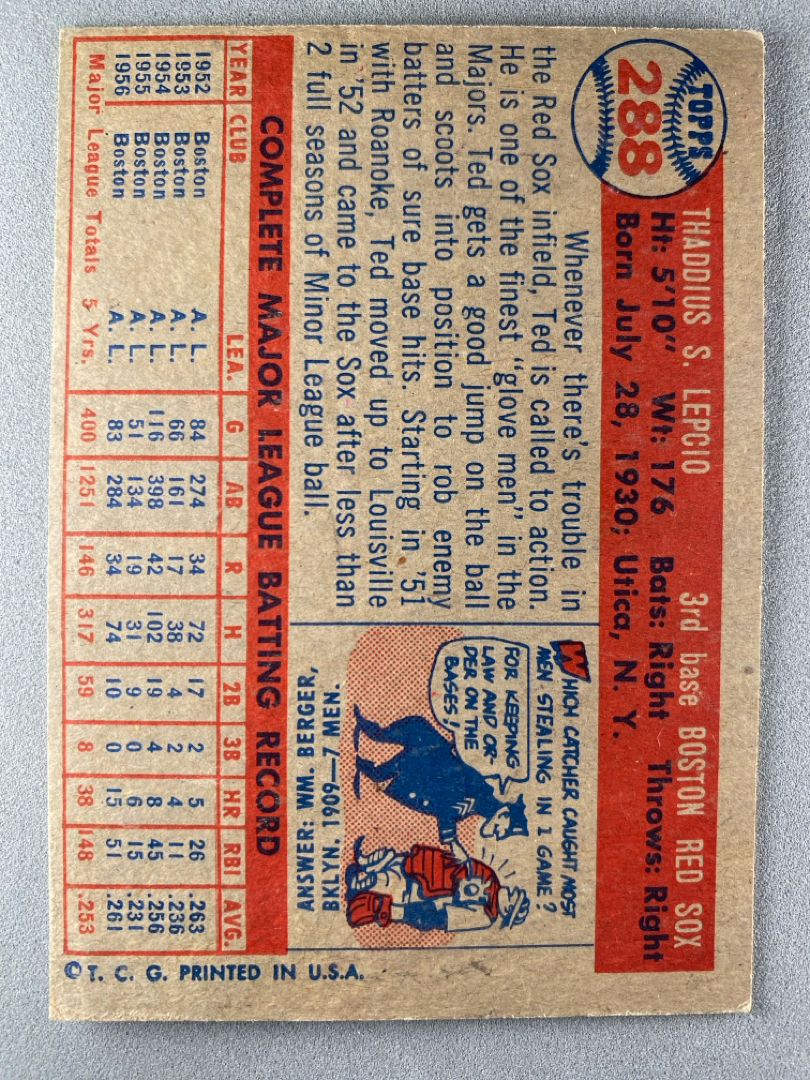 TOPPS
288
THADDIUS S. LEPCIO 3rd base BOSTON RED SOX
Ht: 5'10" Wt: 176 Bats: Right Throws: Right
Born July 28, 1930; Utica, N. Y.
Whenever there's trouble in
the Red Sox infield, Ted is called to action.
He is one of the finest "glove men" in the
Majors. Ted gets a good jump on the ball
and scoots into position to rob enemy
batters of sure base hits. Starting in '51
with Roanoke, Ted moved up to Louisville
in '52 and came to the Sox after less than
2 full seasons of Minor League ball.
WHICH CATCHER CAUGHT MOST
MEN STEALING IN 1 GAME?
FOR KEEPING
LAW AND OR-
DER ON THE
BASES!
ANSWER: WM. BERGER,
BKLYN. 1909—7 MEN.
COMPLETE MAJOR LEAGUE BATTING RECORD
YEAR CLUB LEA. G AB R H 2B 3B HR RBI AVG.
1952 Boston A. L. 84 274 34 72 17 2 5 26 .263
1953 Boston A. L. 66 161 17 38 4 2 4 11 .236
1954 Boston A. L. 116 398 42 102 19 4 8 45 .256
1955 Boston A. L. 51 134 19 31 9 0 6 15 .231
1956 Boston A. L. 83 284 34 74 10 0 15 51 .261
Major League Totals 5 Yrs. 400 1251 146 317 59 8 38 148 .253
© T. C. G. PRINTED IN U.S.A.